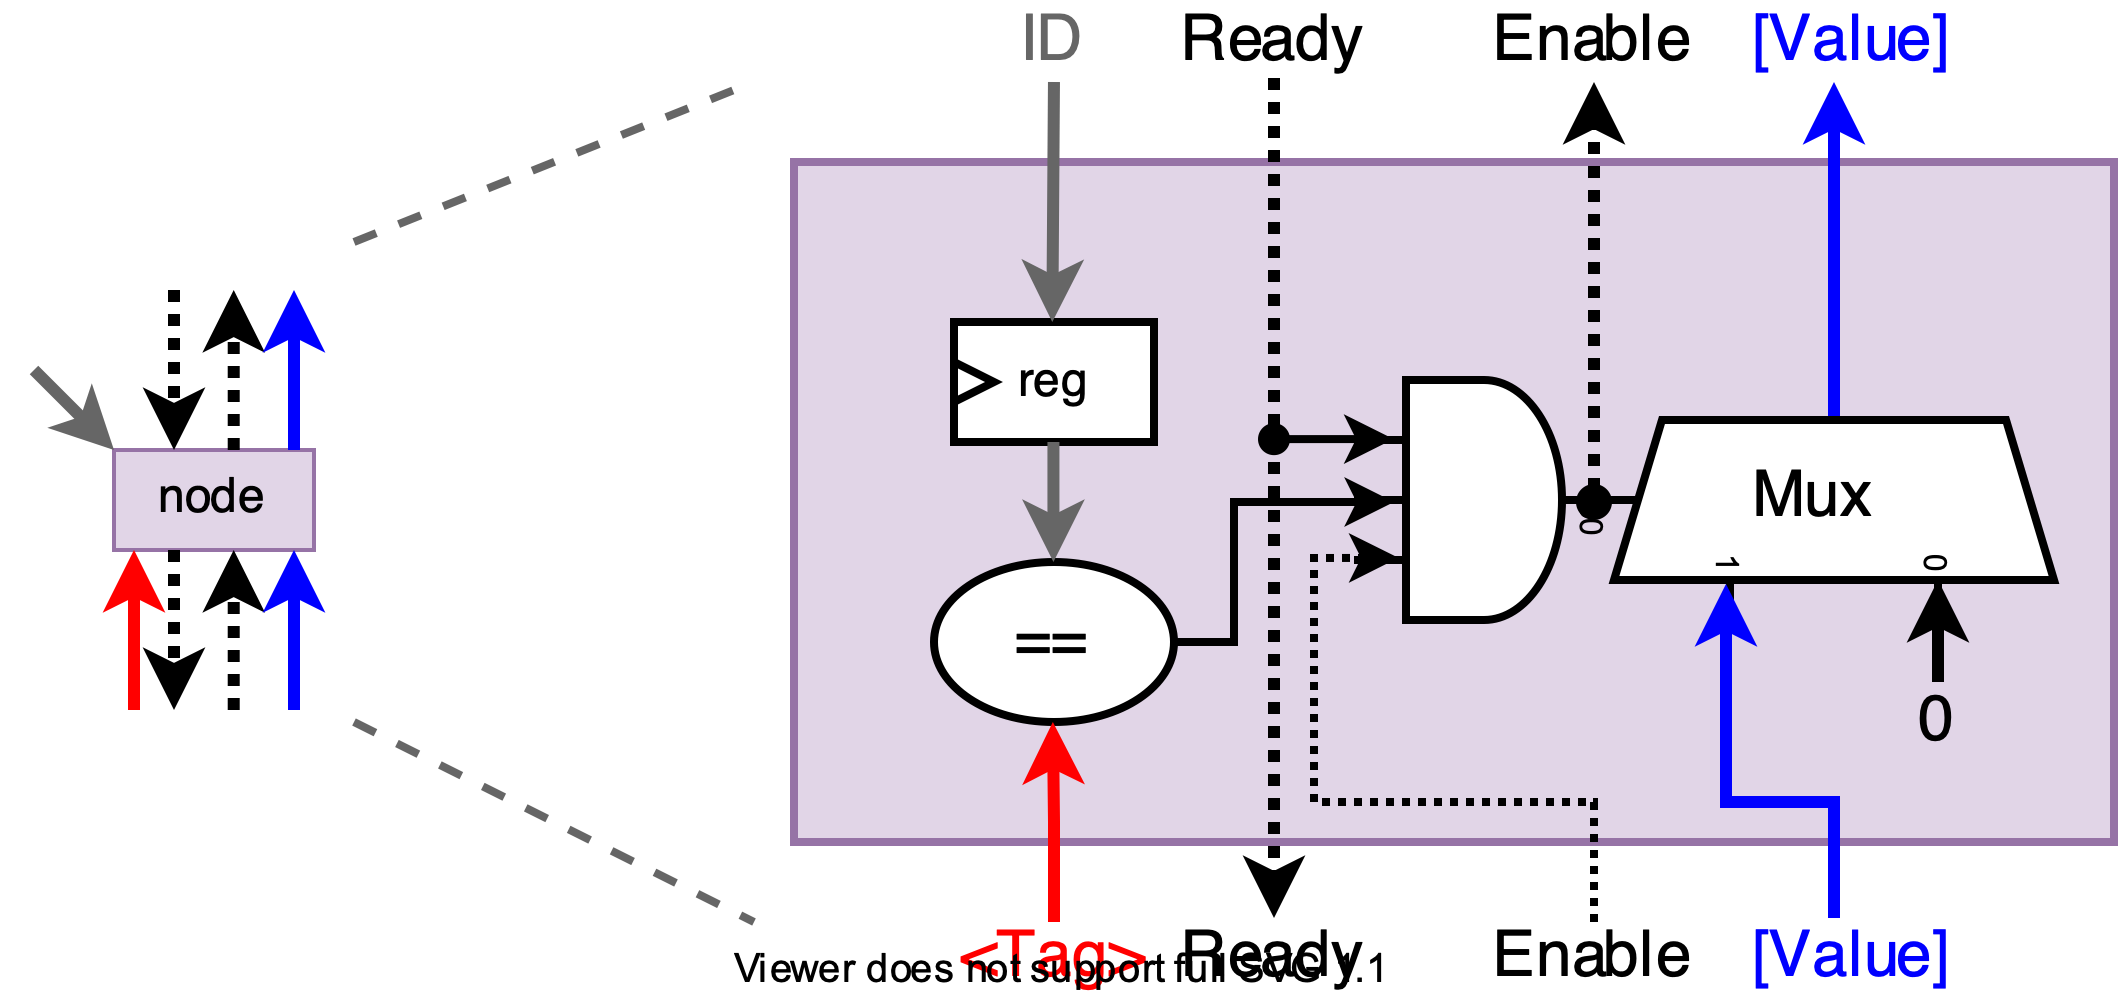 ID Ready Enable [Value]
reg
node
Mux
0
1 0
==
0
<Tag> Ready Enable [Value]
Viewer does not support full SVG 1.1